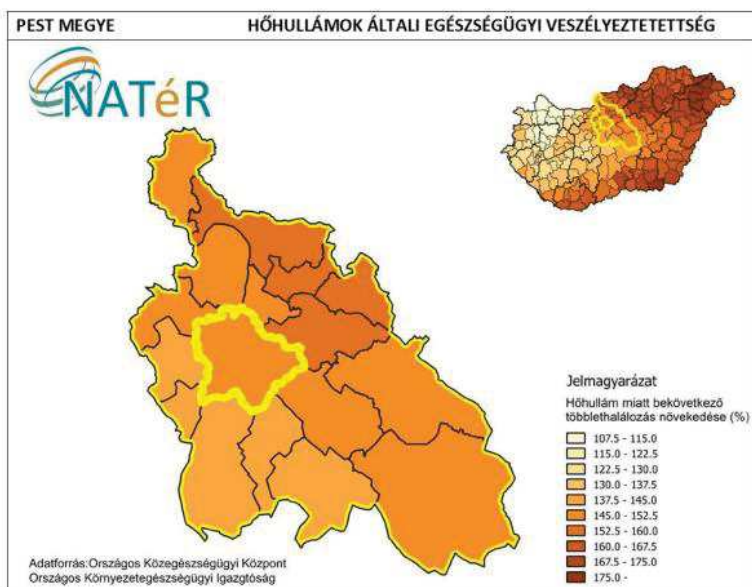 PEST MEGYE
HŐHULLÁMOK ÁLTALI EGÉSZSÉGÜGYI VESZÉLYEZTETETTSÉG
NATéR
Jelmagyarázat
Hőhullám miatt bekövetkező
többlethalálozás növekedése (%)
107.5 - 115.0
115.0 - 122.5
122.5 - 130.0
130.0 - 137.5
137.5 - 145.0
145.0 - 152.5
152.5 - 160.0
160.0 - 167.5
167.5 - 175.0
175.0 -
Adatforrás:Országos Közegészségügyi Központ
Országos Környezetegészségügyi Igazgtóság